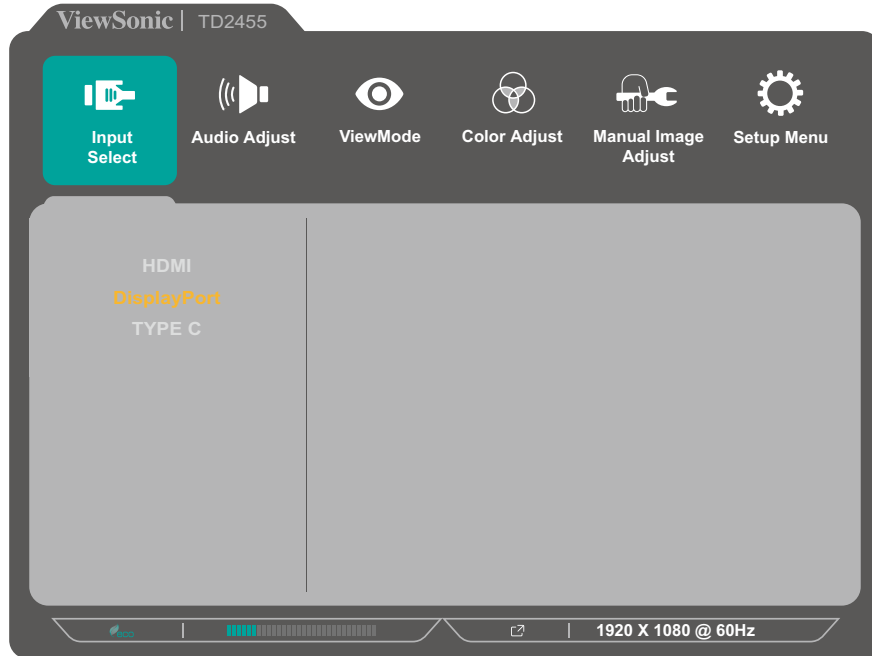 ViewSonic | TD2455
Input
Select
Audio Adjust
ViewMode
Color Adjust
Manual Image
Adjust
Setup Menu
HDMI
DisplayPort
TYPE C
eco
1920 X 1080 @ 60Hz